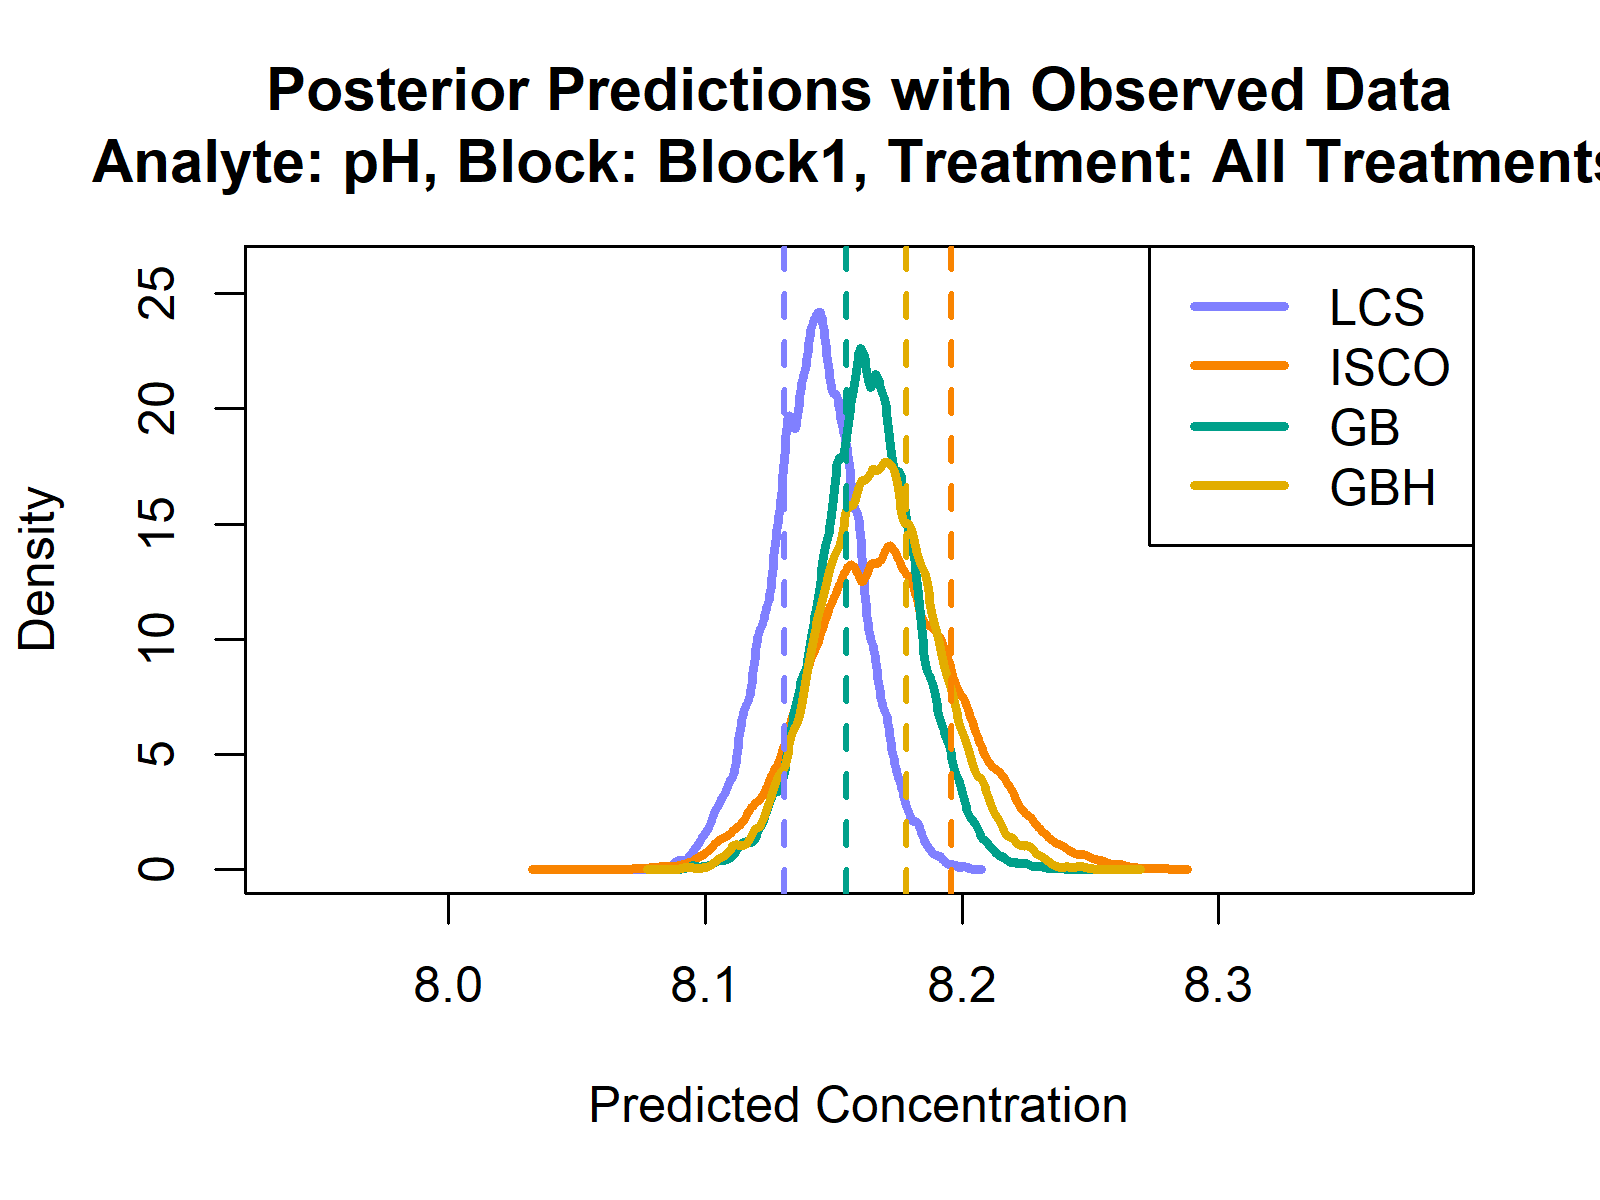 Posterior Predictions with Observed Data
Analyte: pH, Block: Block1, Treatment: All Treatments
LCS
ISCO
GB
GBH
25
20
15
10
5
0
Density
8.0 8.1 8.2 8.3
Predicted Concentration